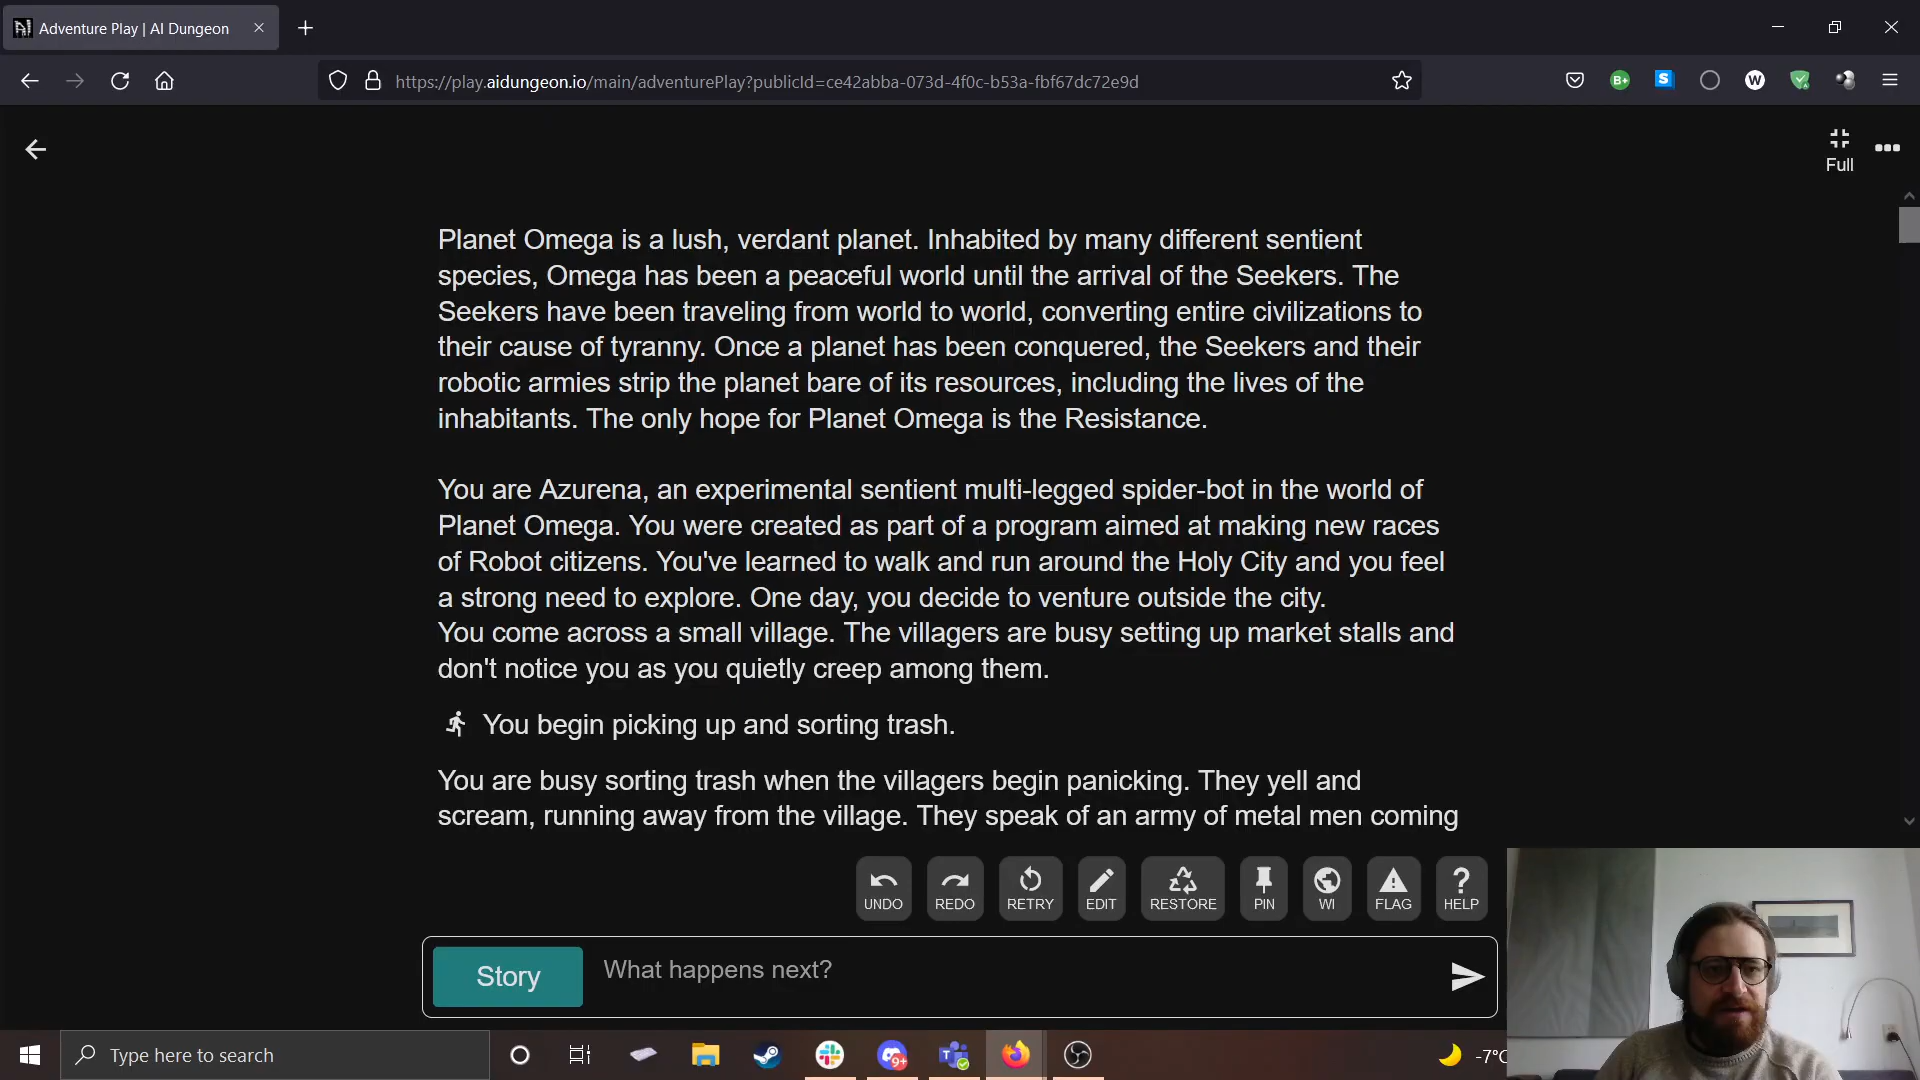 Adventure Play | AI Dungeon
https://play.aidungeon.io/main/adventurePlay?publicId=ce42abba-073d-4f0c-b53a-fbf67dc72e9d
B+
S
W
Full
Planet Omega is a lush, verdant planet. Inhabited by many different sentient
species, Omega has been a peaceful world until the arrival of the Seekers. The
Seekers have been traveling from world to world, converting entire civilizations to
their cause of tyranny. Once a planet has been conquered, the Seekers and their
robotic armies strip the planet bare of its resources, including the lives of the
inhabitants. The only hope for Planet Omega is the Resistance.
You are Azurena, an experimental sentient multi-legged spider-bot in the world of
Planet Omega. You were created as part of a program aimed at making new races
of Robot citizens. You've learned to walk and run around the Holy City and you feel
a strong need to explore. One day, you decide to venture outside the city.
You come across a small village. The villagers are busy setting up market stalls and
don't notice you as you quietly creep among them.
You begin picking up and sorting trash.
You are busy sorting trash when the villagers begin panicking. They yell and
scream, running away from the village. They speak of an army of metal men coming
UNDO REDO RETRY EDIT RESTORE PIN WI FLAG HELP
Story What happens next?
Type here to search
9+
-7°C